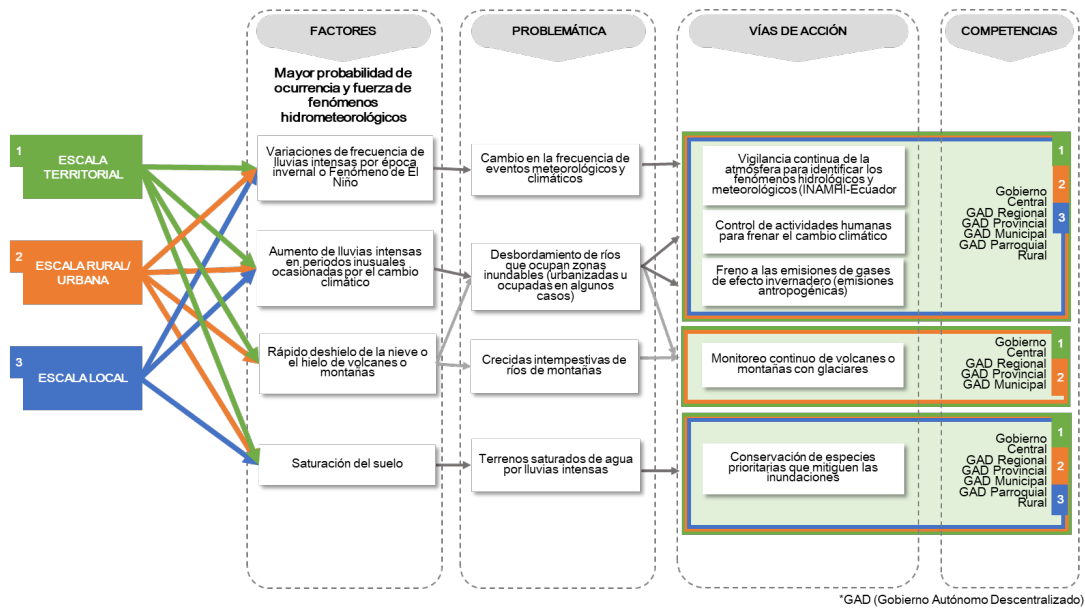 FACTORES
PROBLEMÁTICA
VÍAS DE ACCIÓN
COMPETENCIAS
Mayor probabilidad de
ocurrencia y fuerza de
fenómenos
hidrometeorológicos
1
ESCALA
TERRITORIAL
2
ESCALA RURAL/
URBANA
3
ESCALA LOCAL
Variaciones de frecuencia de
lluvias intensas por época
invernal o Fenómeno de El
Niño
Aumento de lluvias intensas
en periodos inusuales
ocasionadas por el cambio
climático
Rápido deshielo de la nieve o
el hielo de volcanes o
montañas
Saturación del suelo
Cambio en la frecuencia de
eventos meteorológicos y
climáticos
Desbordamiento de ríos
que ocupan zonas
inundables (urbanizadas u
ocupadas en algunos
casos)
Crecidas intempestivas de
ríos de montañas
Terrenos saturados de agua
por lluvias intensas
Vigilancia continua de la
atmósfera para identificar los
fenómenos hidrológicos y
meteorológicos (INAMHI-Ecuador
Control de actividades humanas
para frenar el cambio climático
Freno a las emisiones de gases
de efecto invernadero (emisiones
antropogénicas)
Monitoreo continuo de volcanes o
montañas con glaciares
Conservación de especies
prioritarias que mitiguen las
inundaciones
Gobierno
Central
GAD Regional
GAD Provincial
GAD Municipal
GAD Parroquial
Rural
1
2
3
Gobierno
Central
GAD Regional
GAD Provincial
GAD Municipal
1
2
Gobierno
Central
GAD Regional
GAD Provincial
GAD Municipal
GAD Parroquial
Rural
1
2
3
*GAD (Gobierno Autónomo Descentralizado)